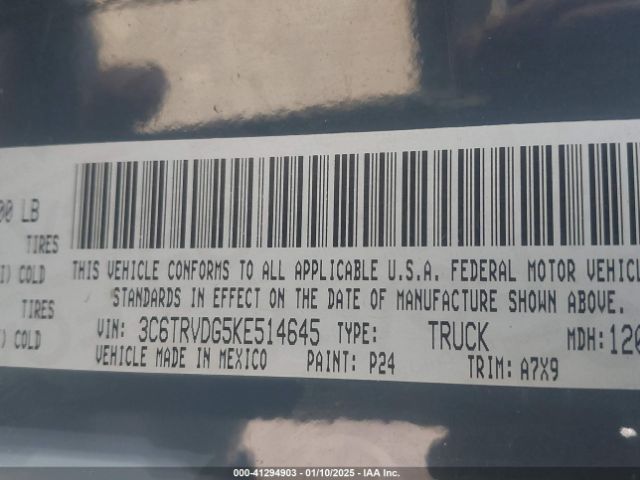 00 LB
TIRES
I) COLD
TIRES
I) COLD
THIS VEHICLE CONFORMS TO ALL APPLICABLE U.S.A. FEDERAL MOTOR VEHIC
STANDARDS IN EFFECT ON THE DATE OF MANUFACTURE SHOWN ABOVE.
VIN: 3C6TRVDG5KE514645 TYPE: TRUCK MDH: 120
VEHICLE MADE IN MEXICO PAINT: P24 TRIM: A7X9
000-41294903 - 01/10/2025 - IAA Inc.